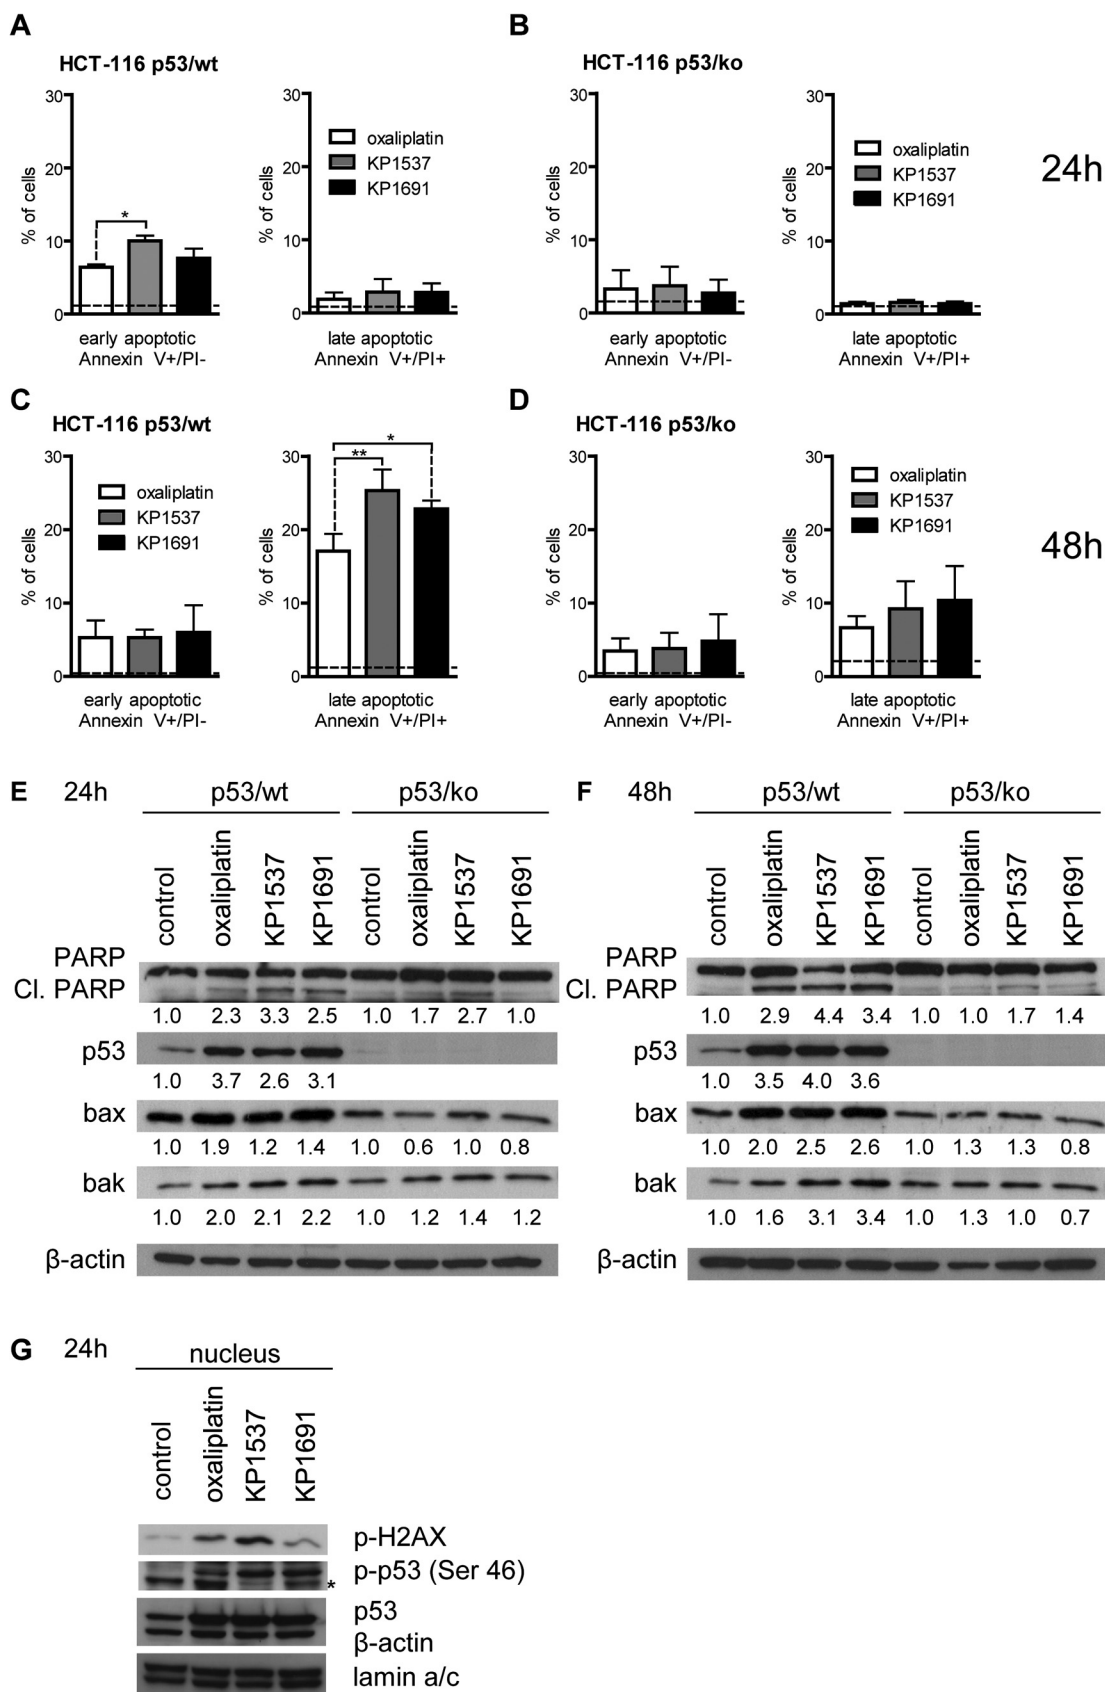 A
B
HCT-116 p53/wt
HCT-116 p53/ko
30
20
10
0
% of cells
*
early apoptotic
Annexin V+/PI-
30
20
10
0
% of cells
oxaliplatin
KP1537
KP1691
late apoptotic
Annexin V+/PI+
30
20
10
0
% of cells
early apoptotic
Annexin V+/PI-
30
20
10
0
% of cells
oxaliplatin
KP1537
KP1691
late apoptotic
Annexin V+/PI+
24h
C
D
HCT-116 p53/wt
HCT-116 p53/ko
30
20
10
0
% of cells
oxaliplatin
KP1537
KP1691
early apoptotic
Annexin V+/PI-
30
20
10
0
% of cells
*
**
late apoptotic
Annexin V+/PI+
30
20
10
0
% of cells
early apoptotic
Annexin V+/PI-
30
20
10
0
% of cells
oxaliplatin
KP1537
KP1691
late apoptotic
Annexin V+/PI+
48h
E 24h p53/wt p53/ko
control oxaliplatin KP1537 KP1691 control oxaliplatin KP1537 KP1691
PARP
Cl. PARP
1.0 2.3 3.3 2.5 1.0 1.7 2.7 1.0
p53
1.0 3.7 2.6 3.1
bax
1.0 1.9 1.2 1.4 1.0 0.6 1.0 0.8
bak
1.0 2.0 2.1 2.2 1.0 1.2 1.4 1.2
β-actin
F 48h p53/wt p53/ko
control oxaliplatin KP1537 KP1691 control oxaliplatin KP1537 KP1691
PARP
Cl. PARP
1.0 2.9 4.4 3.4 1.0 1.0 1.7 1.4
p53
1.0 3.5 4.0 3.6
bax
1.0 2.0 2.5 2.6 1.0 1.3 1.3 0.8
bak
1.0 1.6 3.1 3.4 1.0 1.3 1.0 0.7
β-actin
G 24h nucleus
control oxaliplatin KP1537 KP1691
p-H2AX
p-p53 (Ser 46)
*
p53
β-actin
lamin a/c